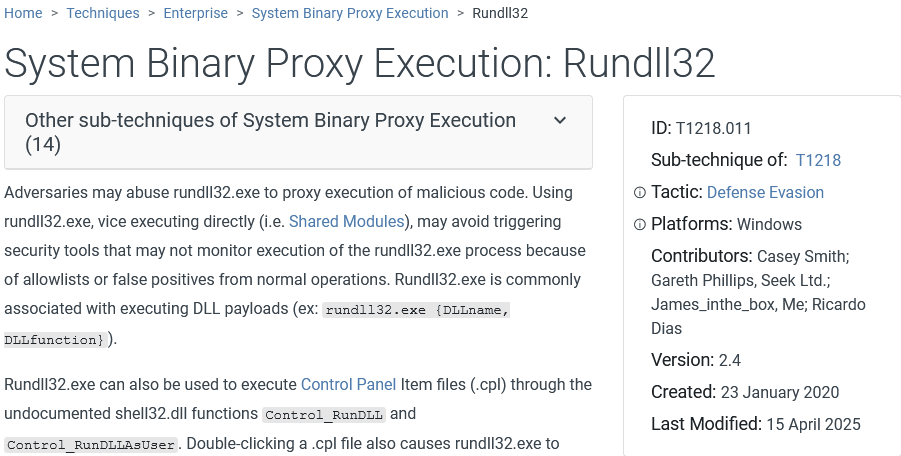 Home > Techniques > Enterprise > System Binary Proxy Execution > Rundll32
System Binary Proxy Execution: Rundll32
Other sub-techniques of System Binary Proxy Execution
(14)
Adversaries may abuse rundll32.exe to proxy execution of malicious code. Using
rundll32.exe, vice executing directly (i.e. Shared Modules), may avoid triggering
security tools that may not monitor execution of the rundll32.exe process because
of allowlists or false positives from normal operations. Rundll32.exe is commonly
associated with executing DLL payloads (ex: rundll32.exe {DLLname,
DLLfunction}).
Rundll32.exe can also be used to execute Control Panel Item files (.cpl) through the
undocumented shell32.dll functions Control_RunDLL and
Control_RunDLLAsUser. Double-clicking a .cpl file also causes rundll32.exe to
ID: T1218.011
Sub-technique of: T1218
Tactic: Defense Evasion
Platforms: Windows
Contributors: Casey Smith;
Gareth Phillips, Seek Ltd.;
James_inthe_box, Me; Ricardo
Dias
Version: 2.4
Created: 23 January 2020
Last Modified: 15 April 2025